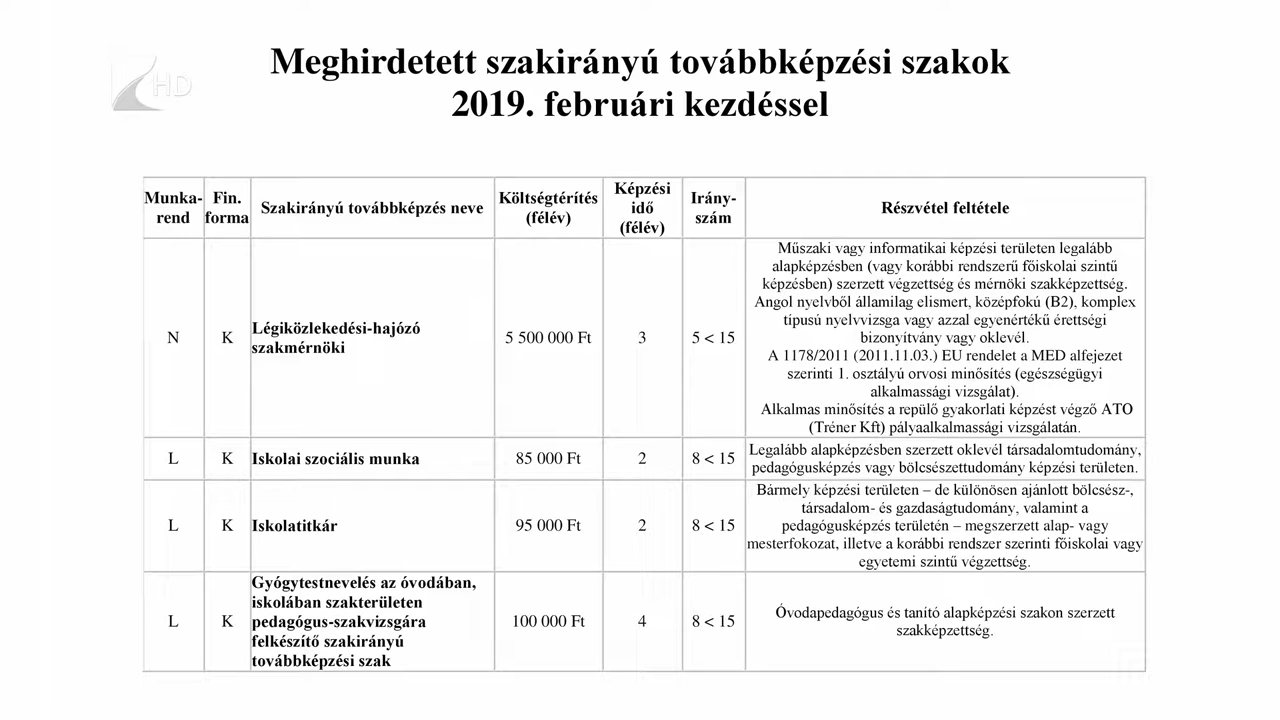 Meghirdetett szakirányú továbbképzési szakok
2019. februári kezdéssel
HD
Munka-
rend
Fin.
forma
Szakirányú továbbképzés neve
Költségtérítés
(félév)
Képzési
idő
(félév)
Irány-
szám
Részvétel feltétele
N
K
Légiközlekedési-hajózó
szakmérnöki
5 500 000 Ft
3
5 < 15
Műszaki vagy informatikai képzési területen legalább
alapképzésben (vagy korábbi rendszerű főiskolai szintű
képzésben) szerzett végzettség és mérnöki szakképzettség.
Angol nyelvből államilag elismert, középfokú (B2), komplex
típusú nyelvvizsga vagy azzal egyenértékű érettségi
bizonyítvány vagy oklevél.
A 1178/2011 (2011.11.03.) EU rendelet a MED alfejezet
szerinti 1. osztályú orvosi minősítés (egészségügyi
alkalmassági vizsgálat).
Alkalmas minősítés a repülő gyakorlati képzést végző ATO
(Tréner Kft) pályaalkalmassági vizsgálatán.
L
K
Iskolai szociális munka
85 000 Ft
2
8 < 15
Legalább alapképzésben szerzett oklevél társadalomtudomány,
pedagógusképzés vagy bölcsészettudomány képzési területen.
L
K
Iskolatitkár
95 000 Ft
2
8 < 15
Bármely képzési területen – de különösen ajánlott bölcsész-,
társadalom- és gazdaságtudomány, valamint a
pedagógusképzés területén – megszerzett alap- vagy
mesterfokozat, illetve a korábbi rendszer szerinti főiskolai vagy
egyetemi szintű végzettség.
L
K
Gyógytestnevelés az óvodában,
iskolában szakterületen
pedagógus-szakvizsgára
felkészítő szakirányú
továbbképzési szak
100 000 Ft
4
8 < 15
Óvodapedagógus és tanító alapképzési szakon szerzett
szakképzettség.